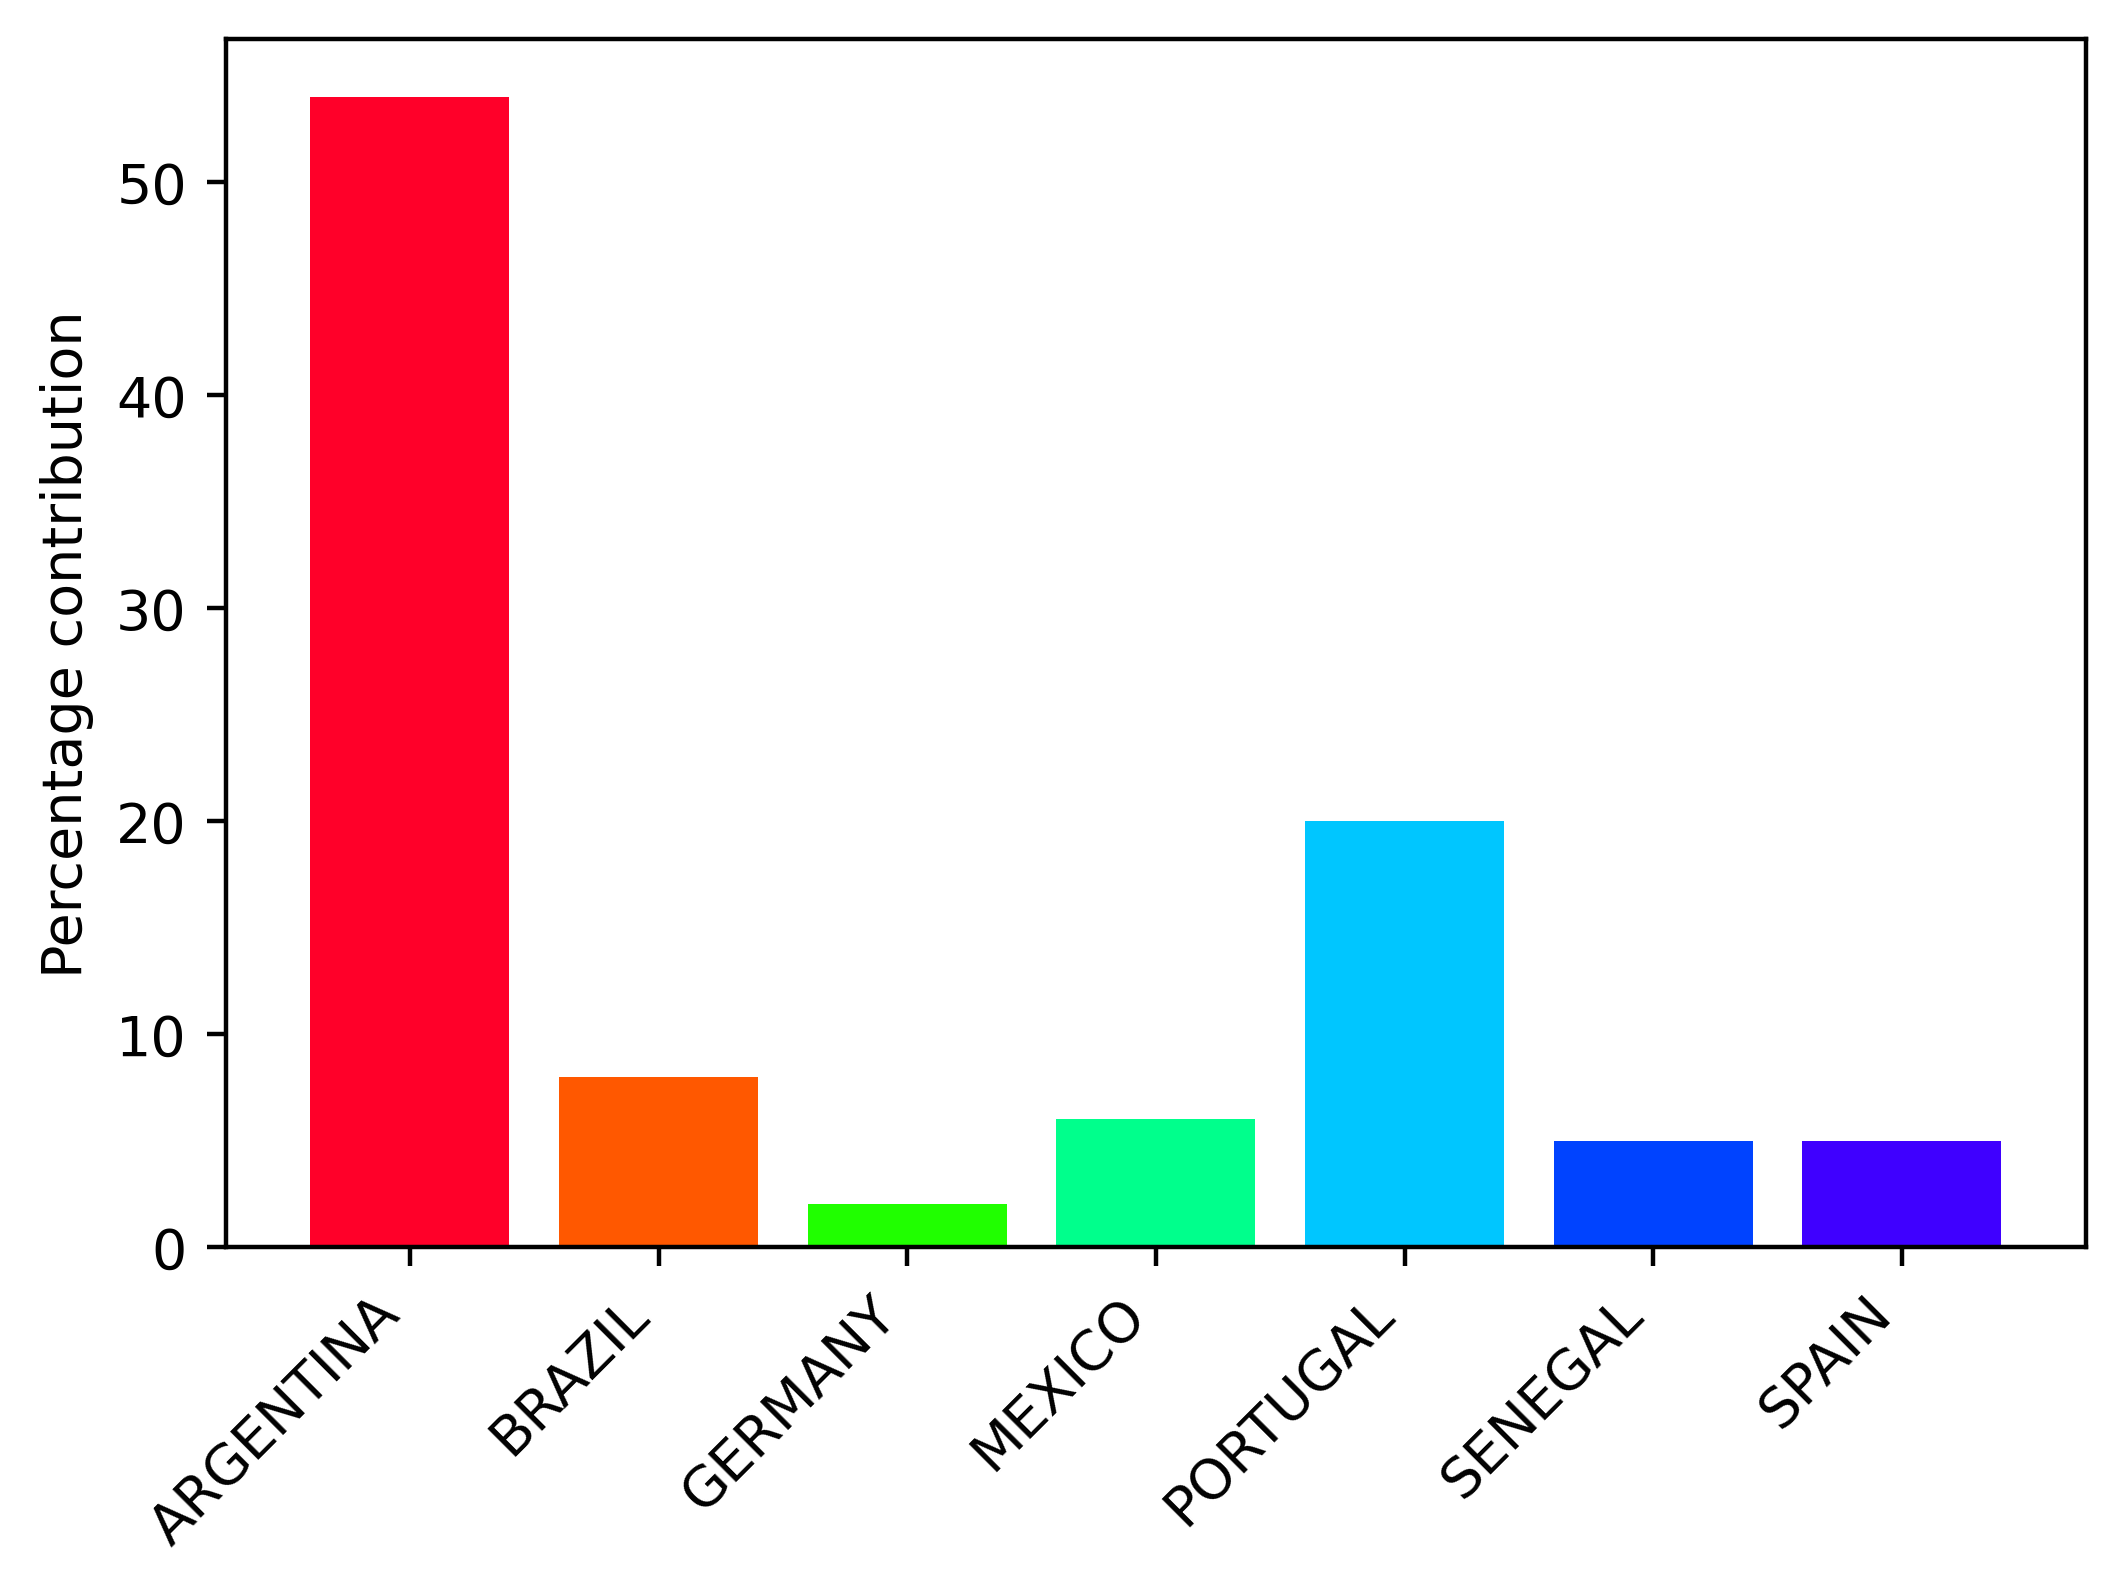 Percentage contribution
50
40
30
20
10
0
ARGENTINA
BRAZIL
GERMANY
MEXICO
PORTUGAL
SENEGAL
SPAIN